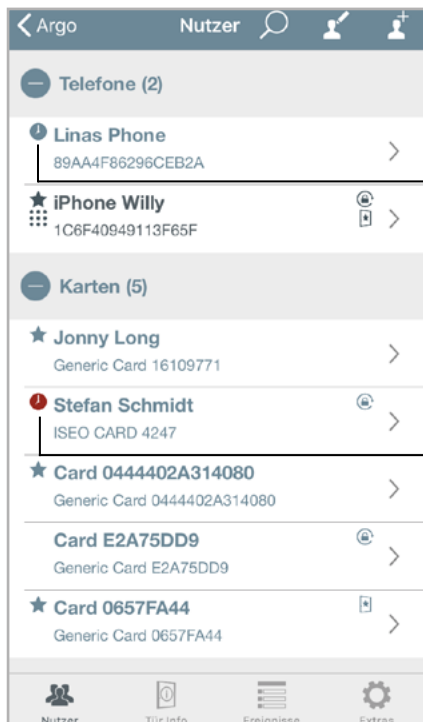 Argo Nutzer
Telefone (2)
Linas Phone
89AA4F86296CEB2A
iPhone Willy
1C6F40949113F65F
Karten (5)
Jonny Long
Generic Card 16109771
Stefan Schmidt
ISEO CARD 4247
Card 0444402A314080
Generic Card 0444402A314080
Card E2A75DD9
Generic Card E2A75DD9
Card 0657FA44
Generic Card 0657FA44
Nutzer Tür Info Ereignisse Extras